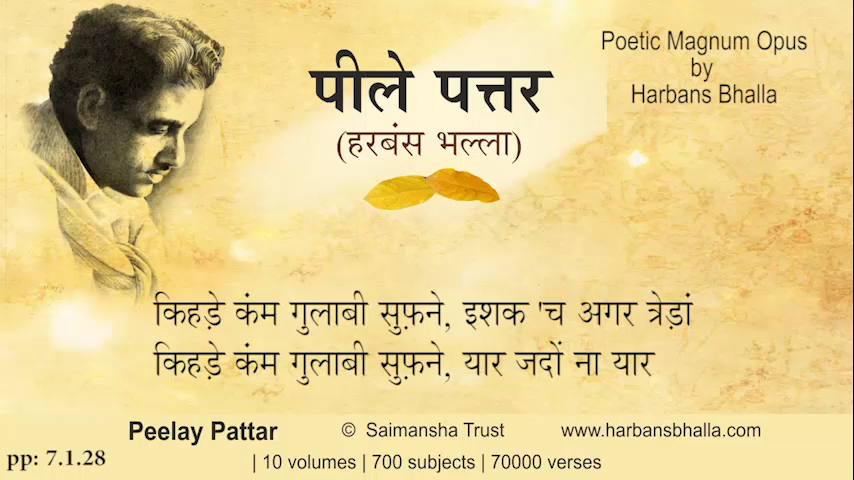 पीले पत्तर
(हरबंस भल्ला)
Poetic Magnum Opus
by
Harbans Bhalla
किहड़े कंम गुलाबी सुफ़ने, इशक 'च अगर त्रेड़ां
किहड़े कंम गुलाबी सुफ़ने, यार जदों ना यार
Peelay Pattar © Saimansha Trust www.harbansbhalla.com
pp: 7.1.28 | 10 volumes | 700 subjects | 70000 verses